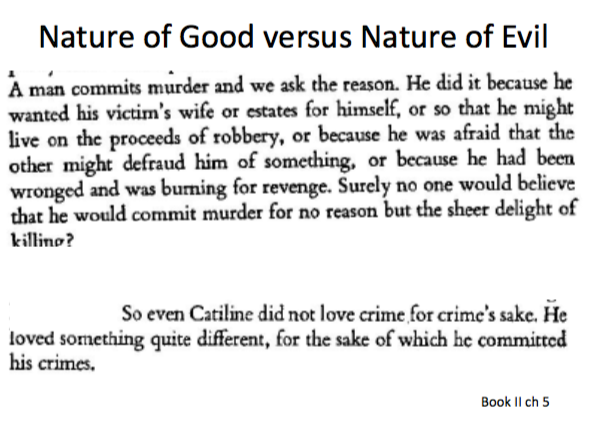 Nature of Good versus Nature of Evil
A man commits murder and we ask the reason. He did it because he
wanted his victim's wife or estates for himself, or so that he might
live on the proceeds of robbery, or because he was afraid that the
other might defraud him of something, or because he had been
wronged and was burning for revenge. Surely no one would believe
that he would commit murder for no reason but the sheer delight of
killing?
So even Catiline did not love crime for crime's sake. He
loved something quite different, for the sake of which he committed
his crimes.
Book II ch 5